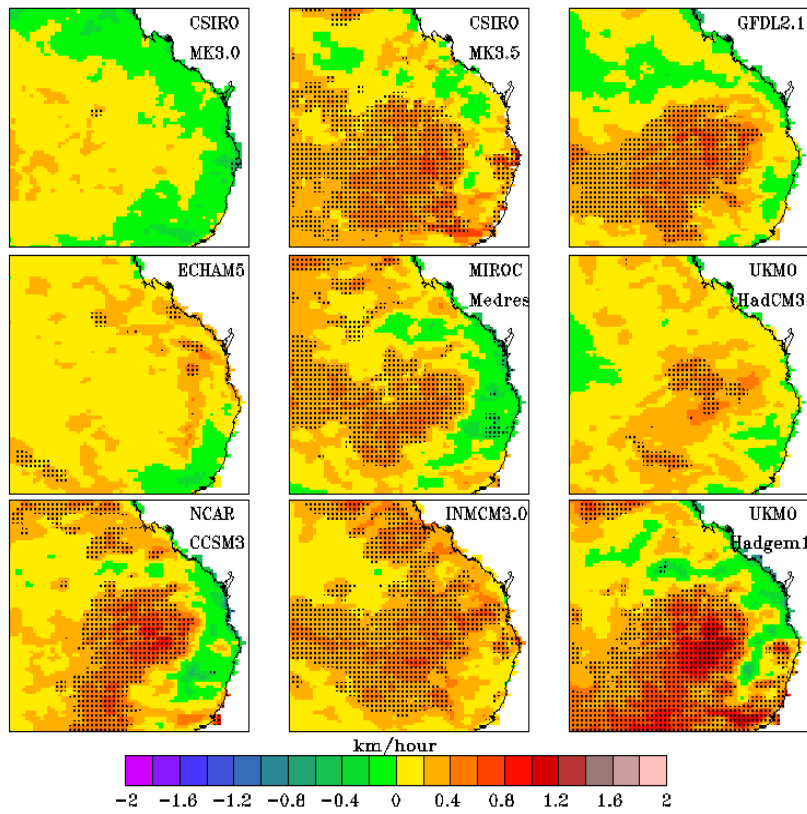 CSIRO
MK3.0
CSIRO
MK3.5
GFDL2.1
ECHAM5
MIROC
Medres
UKMO
HadCM3
NCAR
CCSM3
INMCM3.0
UKMO
Hadgem1
km/hour
-2 -1.6 -1.2 -0.8 -0.4 0 0.4 0.8 1.2 1.6 2